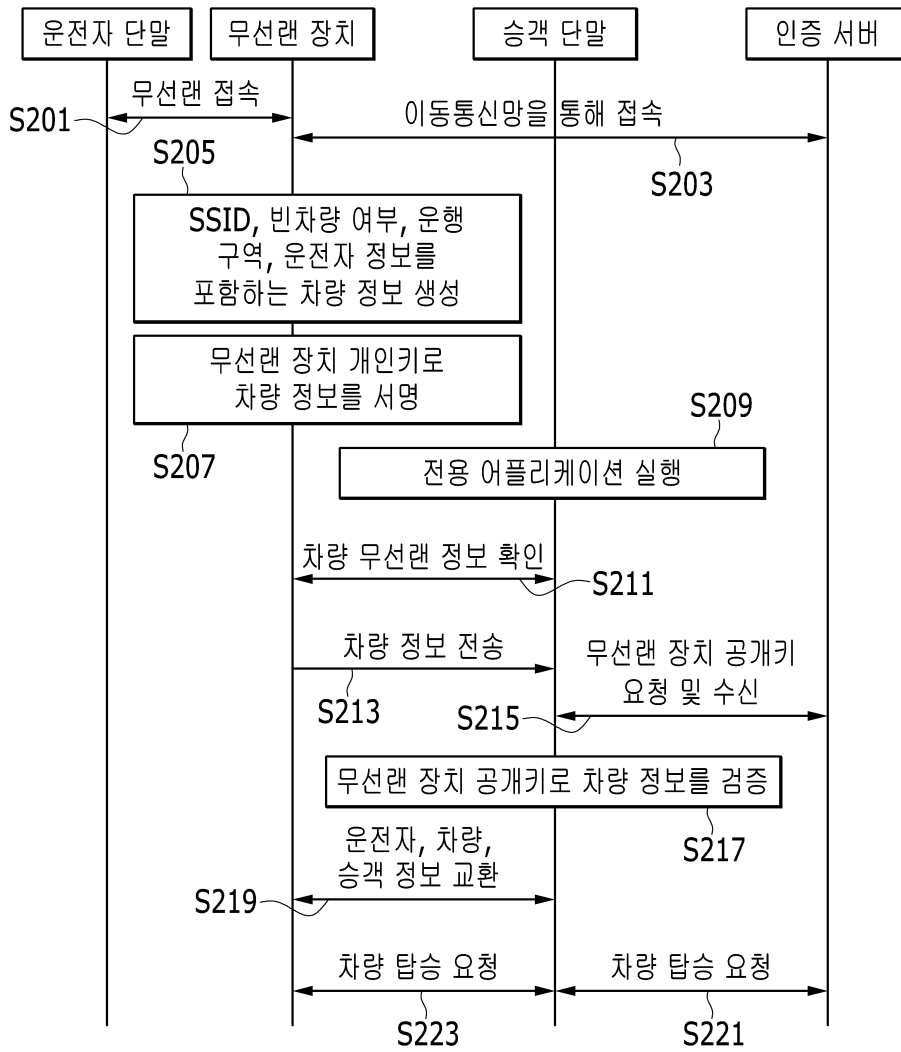 운전자 단말
무선랜 장치
승객 단말
인증 서버
무선랜 접속
S201
이동통신망을 통해 접속
S203
S205
SSID, 빈차량 여부, 운행
구역, 운전자 정보를
포함하는 차량 정보 생성
무선랜 장치 개인키로
차량 정보를 서명
S207
S209
전용 어플리케이션 실행
차량 무선랜 정보 확인
S211
차량 정보 전송
S213
무선랜 장치 공개키
요청 및 수신
S215
무선랜 장치 공개키로 차량 정보를 검증
S217
운전자, 차량,
승객 정보 교환
S219
차량 탑승 요청
S223
차량 탑승 요청
S221